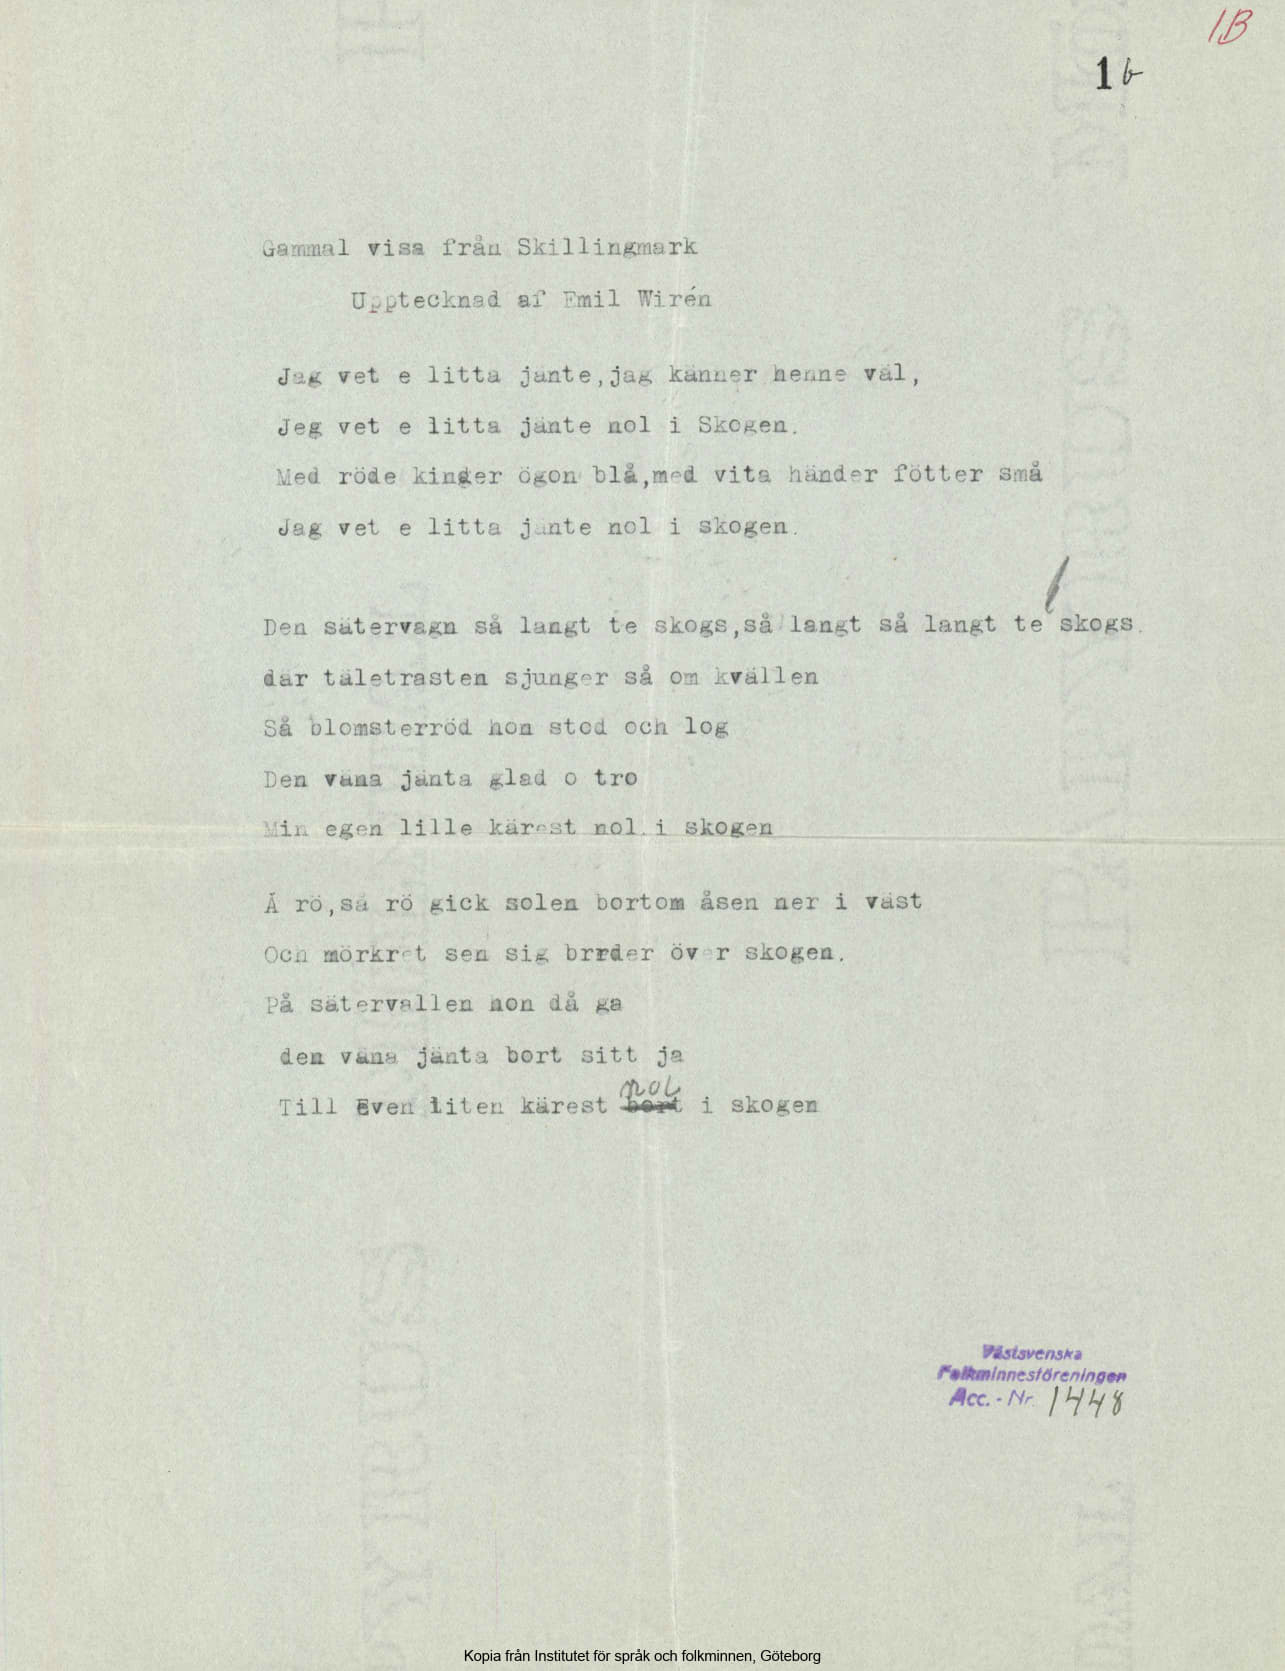 1B
1 b
Gammal visa från Skillingmark
Upptecknad af Emil Wirén
Jag vet e litta jänte,jag känner henne väl,
Jeg vet e litta jänte nol i Skogen.
Med röde kinder ögon blå,med vita händer fötter små
Jag vet e litta jänte nol i skogen.
Den sätervägn så langt te skogs,så langt så langt te skogs.
där täletrasten sjunger så om kvällen
Så blomsterröd hon stod och log
Den väna jänta glad o tro
Min egen lille kärest nol i skogen
Å rö,så rö gick solen bortom åsen ner i väst
Och mörkret sen sig brrder över skogen.
På sätervallen hon då ga
den väna jänta bort sitt ja
nol
Till Even liten kärest bort i skogen
Västsvenska
Folkminnesföreningen
Acc.-Nr. 1448
Kopia från Institutet för språk och folkminnen, Göteborg